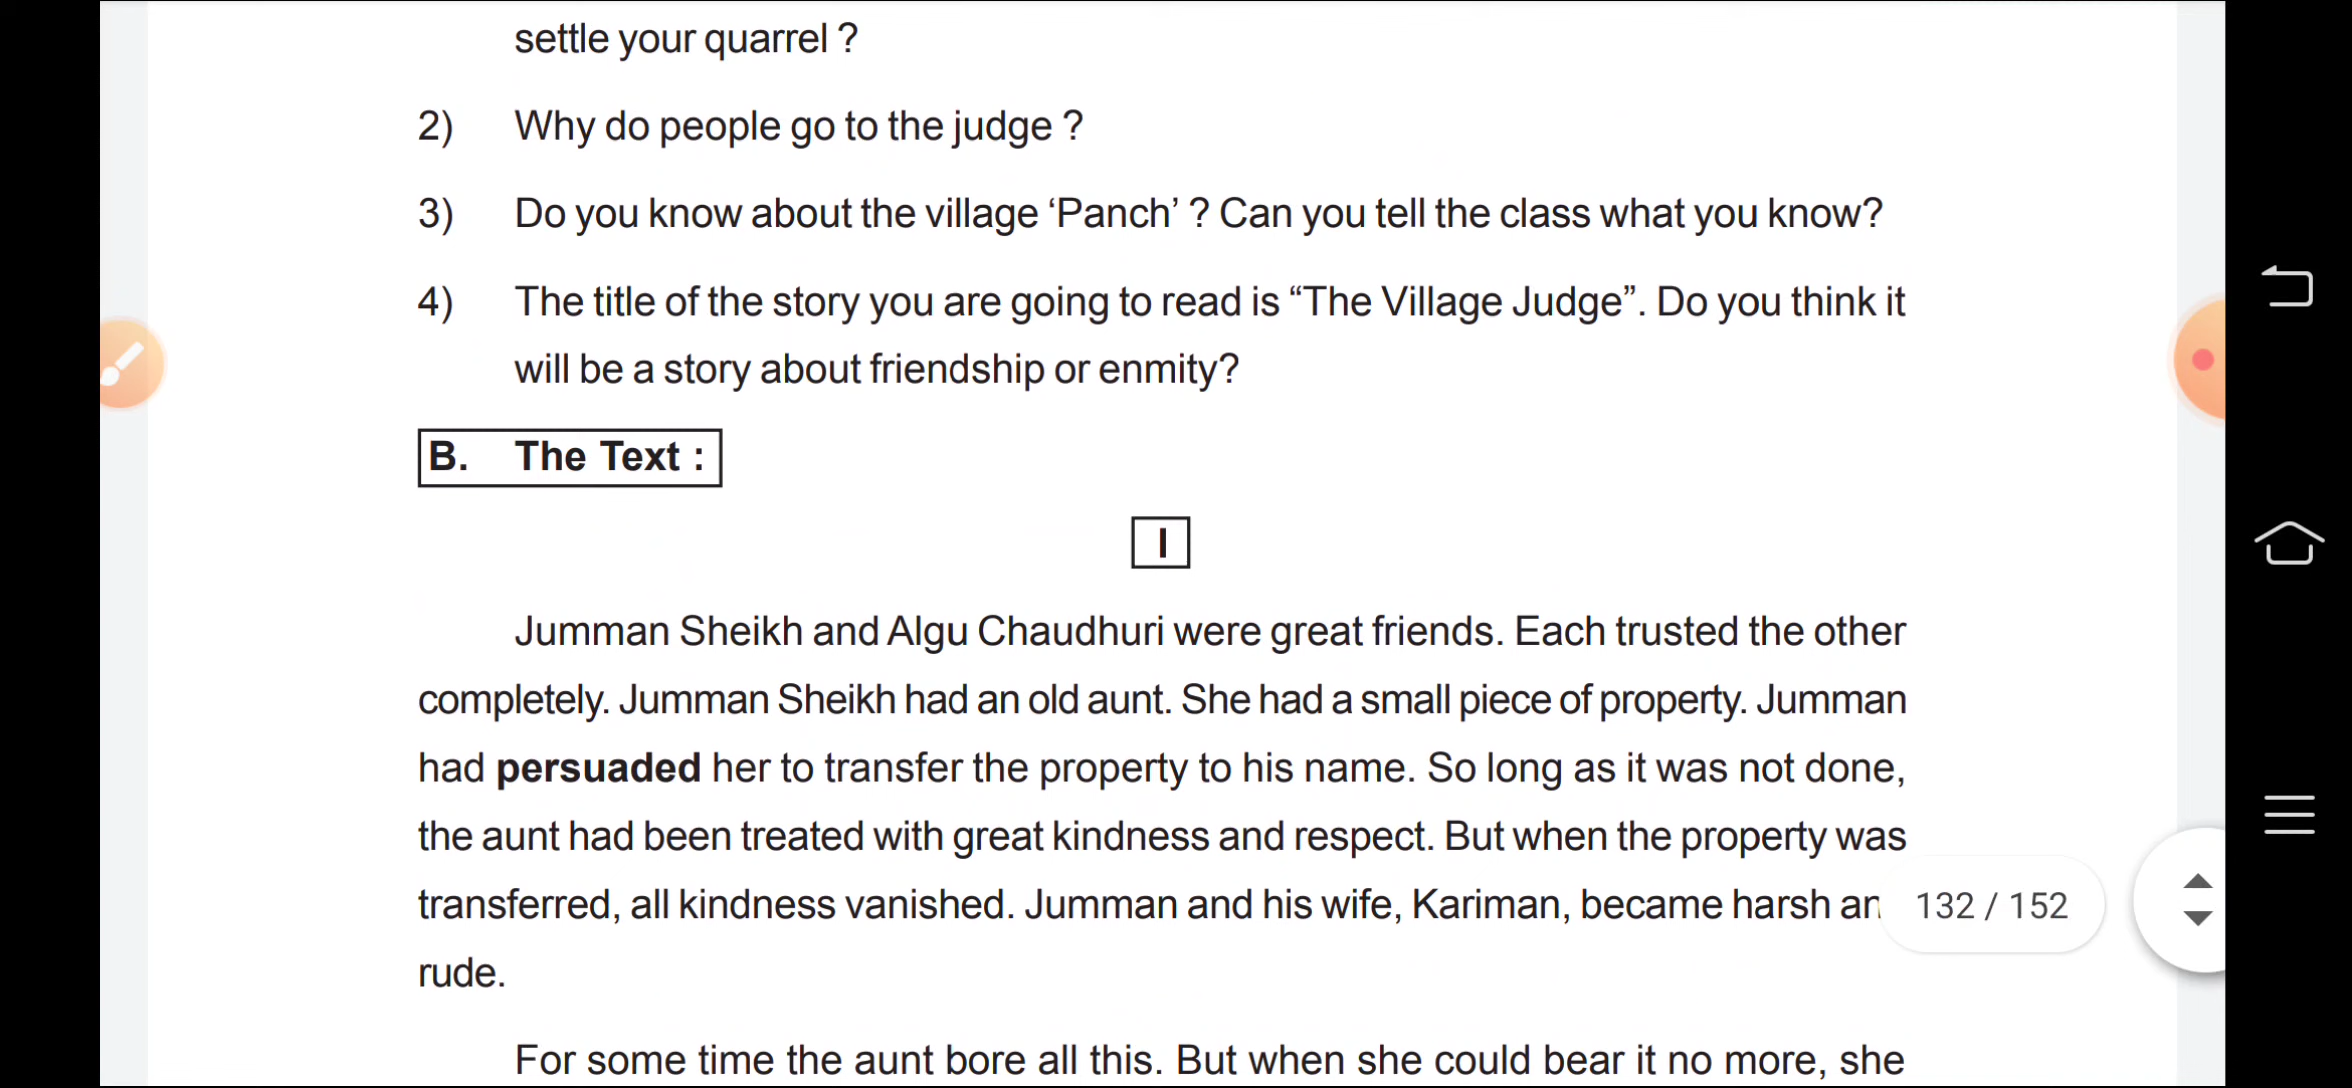 settle your quarrel ?
2) Why do people go to the judge ?
3) Do you know about the village ‘Panch’ ? Can you tell the class what you know?
4) The title of the story you are going to read is “The Village Judge”. Do you think it
will be a story about friendship or enmity?
B. The Text :
I
Jumman Sheikh and Algu Chaudhuri were great friends. Each trusted the other
completely. Jumman Sheikh had an old aunt. She had a small piece of property. Jumman
had persuaded her to transfer the property to his name. So long as it was not done,
the aunt had been treated with great kindness and respect. But when the property was
transferred, all kindness vanished. Jumman and his wife, Kariman, became harsh an
132 / 152
rude.
For some time the aunt bore all this. But when she could bear it no more, she